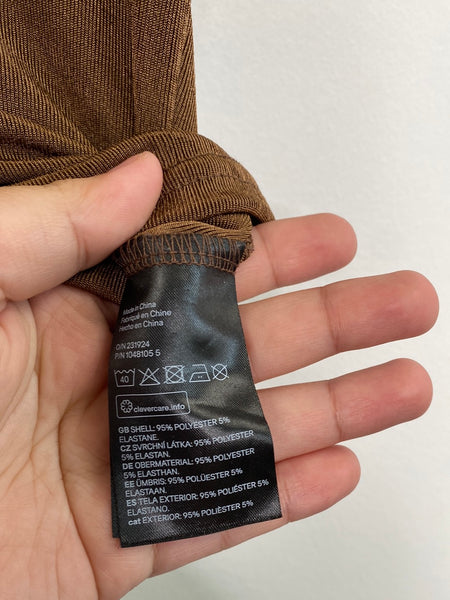 Made in China
Fabriqué en Chine
Hecho en China
O/N 231924
P/N 1048105 5
40
clevercare.info
GB SHELL: 95% POLYESTER 5%
ELASTANE.
CZ SVRCHNÍ LÁTKA: 95% POLYESTER
5% ELASTAN.
DE OBERMATERIAL: 95% POLYESTER
5% ELASTHAN.
EE ÜMBRIS: 95% POLÜESTER 5%
ELASTAAN.
ES TELA EXTERIOR: 95% POLIÉSTER 5%
ELASTANO.
cat EXTERIOR: 95% POLIÈSTER 5%